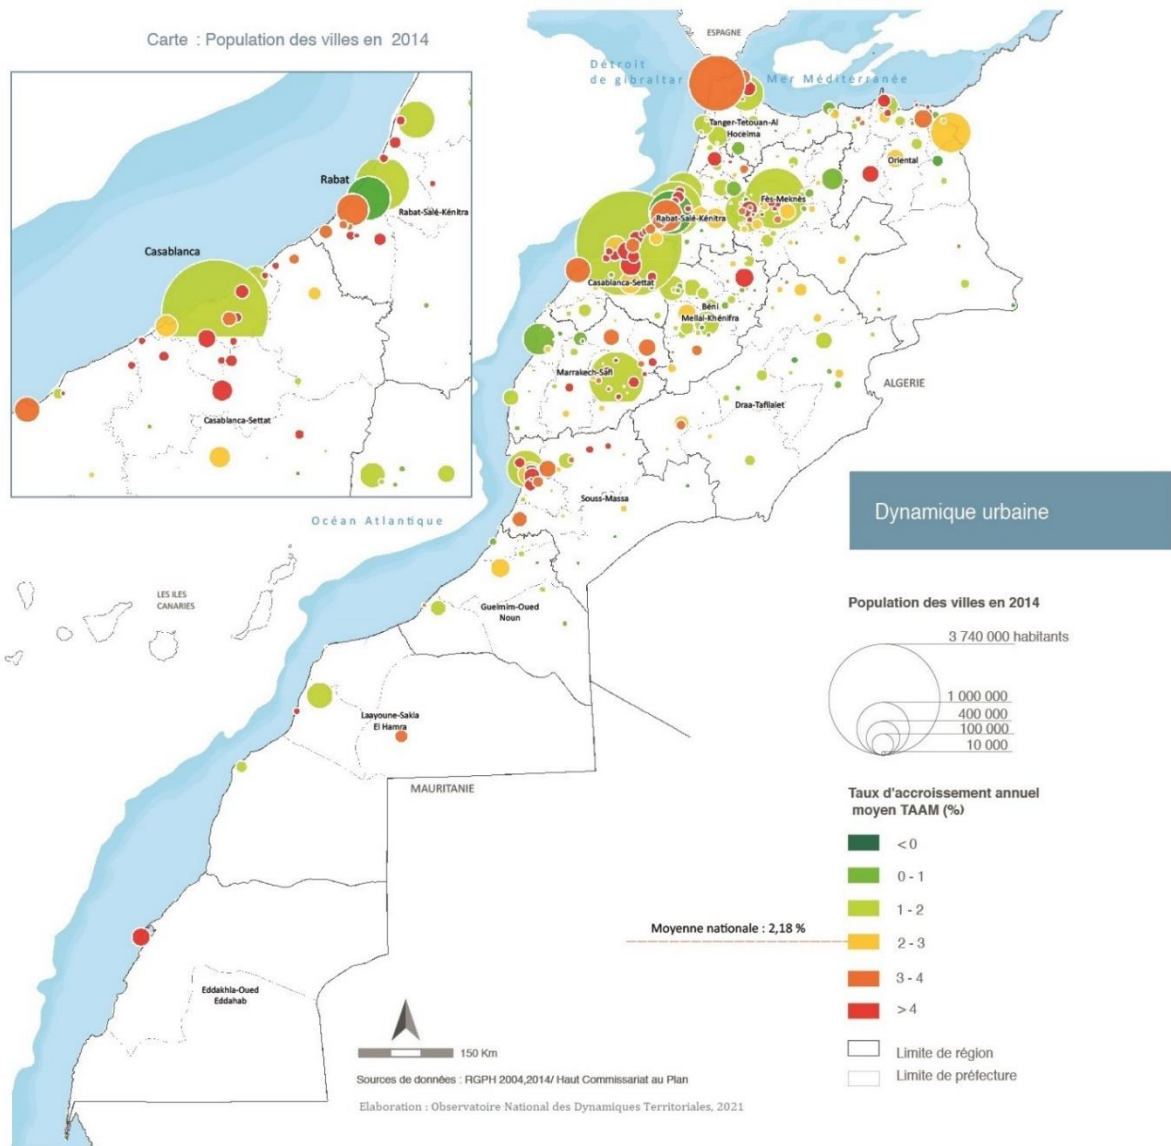 Carte : Population des villes en 2014
ESPAGNE
Détroit
de gibraltar
Mer Méditerranée
Tanger-Tetouan-Al
Hoceima
Oriental
Rabat
Rabat-Salé-Kénitra
Casablanca
Casablanca-Settat
Fès-Meknès
Rabat-Salé-Kénitra
Casablanca-Settat
Béni
Mellal-Khénifra
Marrakech-Safi
ALGERIE
Draa-Tafilalet
Souss-Massa
Océan Atlantique
LES ILES
CANARIES
Guelmim-Oued
Noun
Laayoune-Sakia
El Hamra
MAURITANIE
Eddakhla-Oued
Eddahab
Dynamique urbaine
Population des villes en 2014
3 740 000 habitants
1 000 000
400 000
100 000
10 000
Taux d'accroissement annuel
moyen TAAM (%)
< 0
0 - 1
1 - 2
Moyenne nationale : 2,18 %
2 - 3
3 - 4
> 4
Limite de région
Limite de préfecture
150 Km
Sources de données : RGPH 2004,2014/ Haut Commissariat au Plan
Elaboration : Observatoire National des Dynamiques Territoriales, 2021